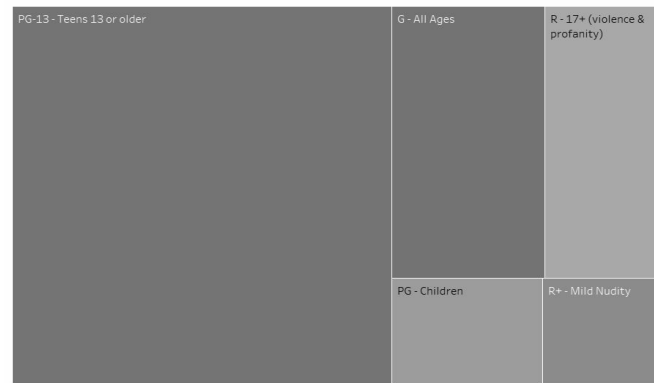 PG-13 - Teens 13 or older
G - All Ages
R - 17+ (violence &
profanity)
PG - Children
R+ - Mild Nudity